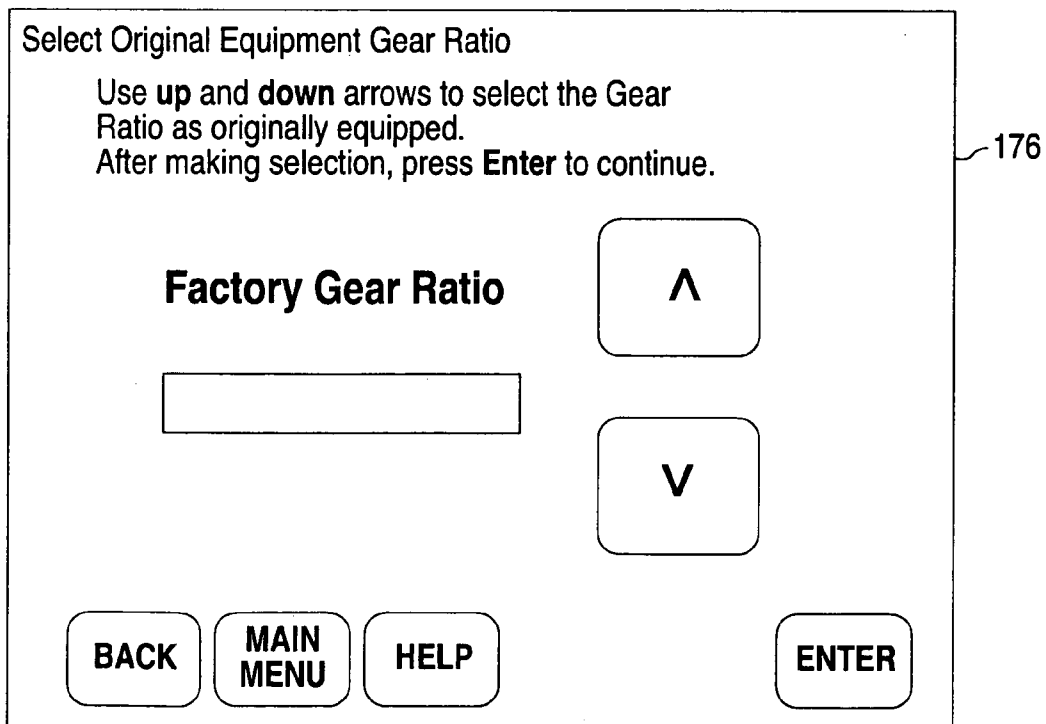 Select Original Equipment Gear Ratio
Use up and down arrows to select the Gear
Ratio as originally equipped.
After making selection, press Enter to continue.
176
Factory Gear Ratio
Λ
V
BACK
MAIN
MENU
HELP
ENTER